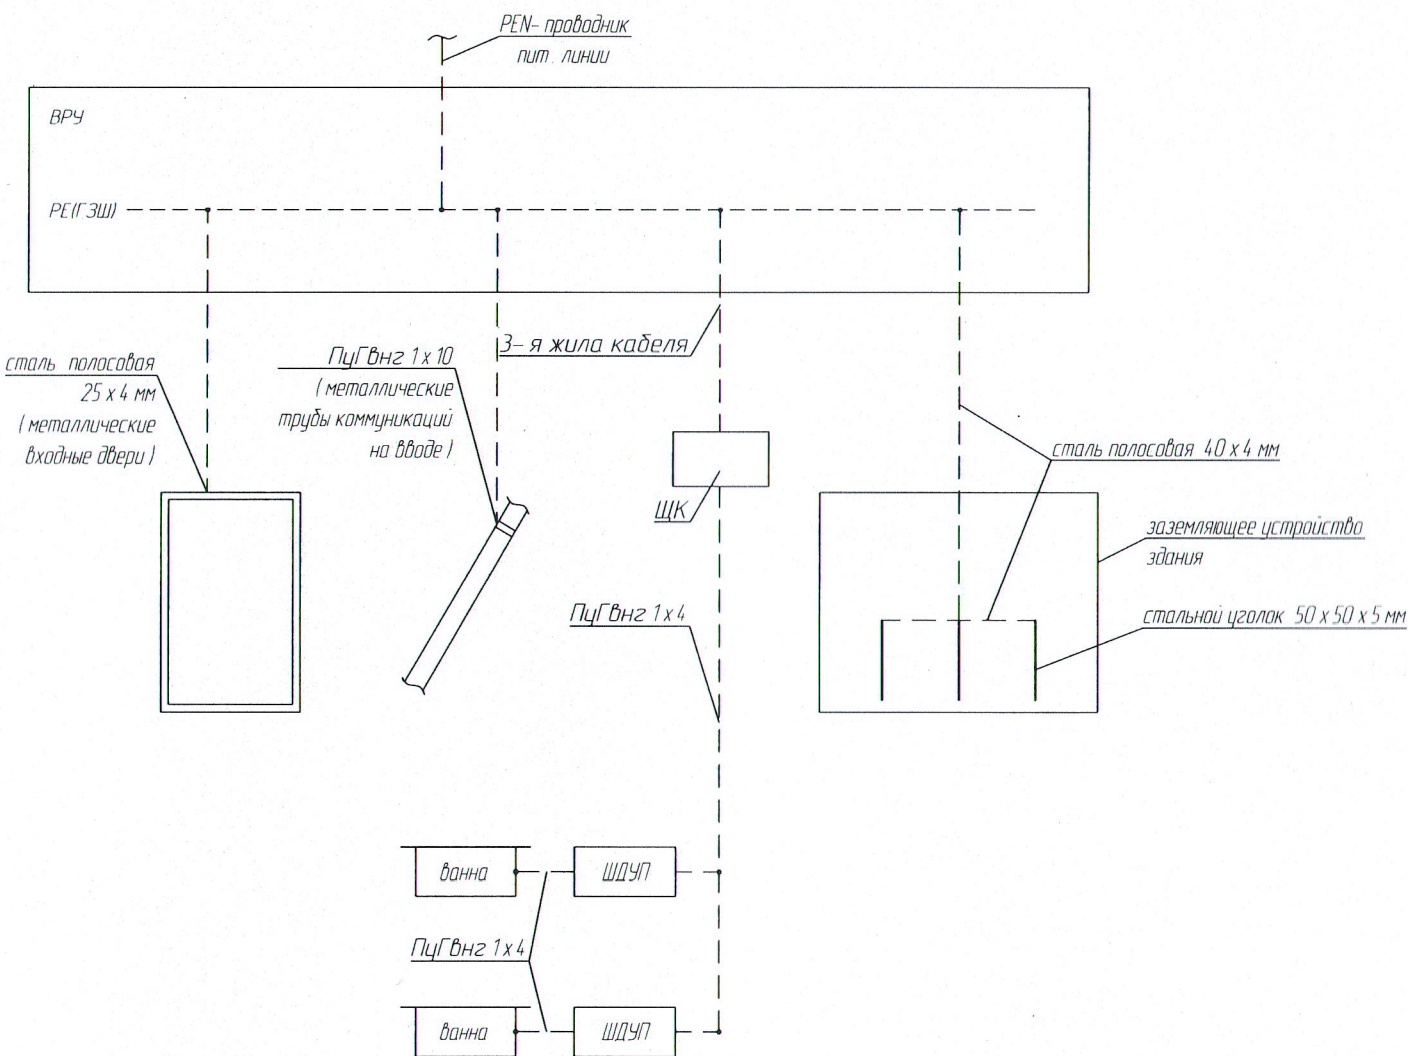 PEN- проводник
пит. линии
ВРУ
РЕ(ГЗШ)
3- я жила кабеля
ПуГВнг 1 х 10
(металлические
трубы коммуникаций
на вводе)
сталь полосовая
25 х 4 мм
(металлические
входные двери)
сталь полосовая 40 х 4 мм
ЩК
заземляющее устройство
здания
ПуГВнг 1 х 4
стальной уголок 50 х 50 х 5 мм
ванна
ШДУП
ПуГВнг 1 х 4
ванна
ШДУП